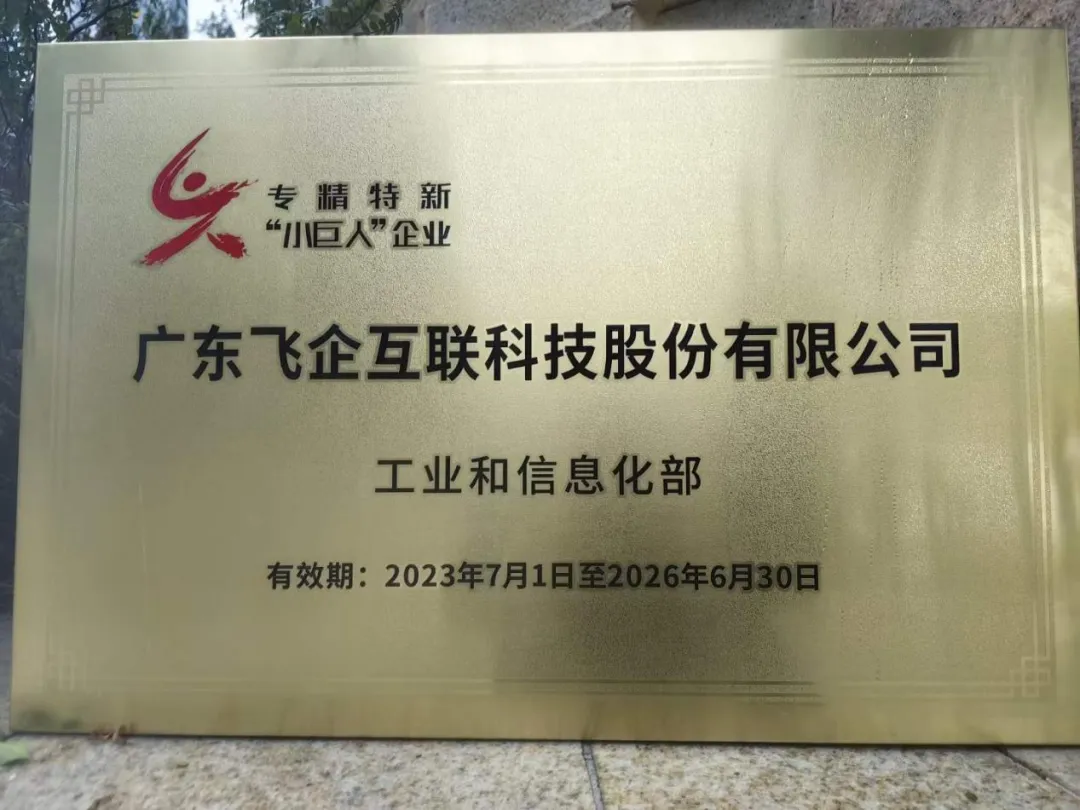 专精特新
“小巨人”企业
广东飞企互联科技股份有限公司
工业和信息化部
有效期：2023年7月1日至2026年6月30日